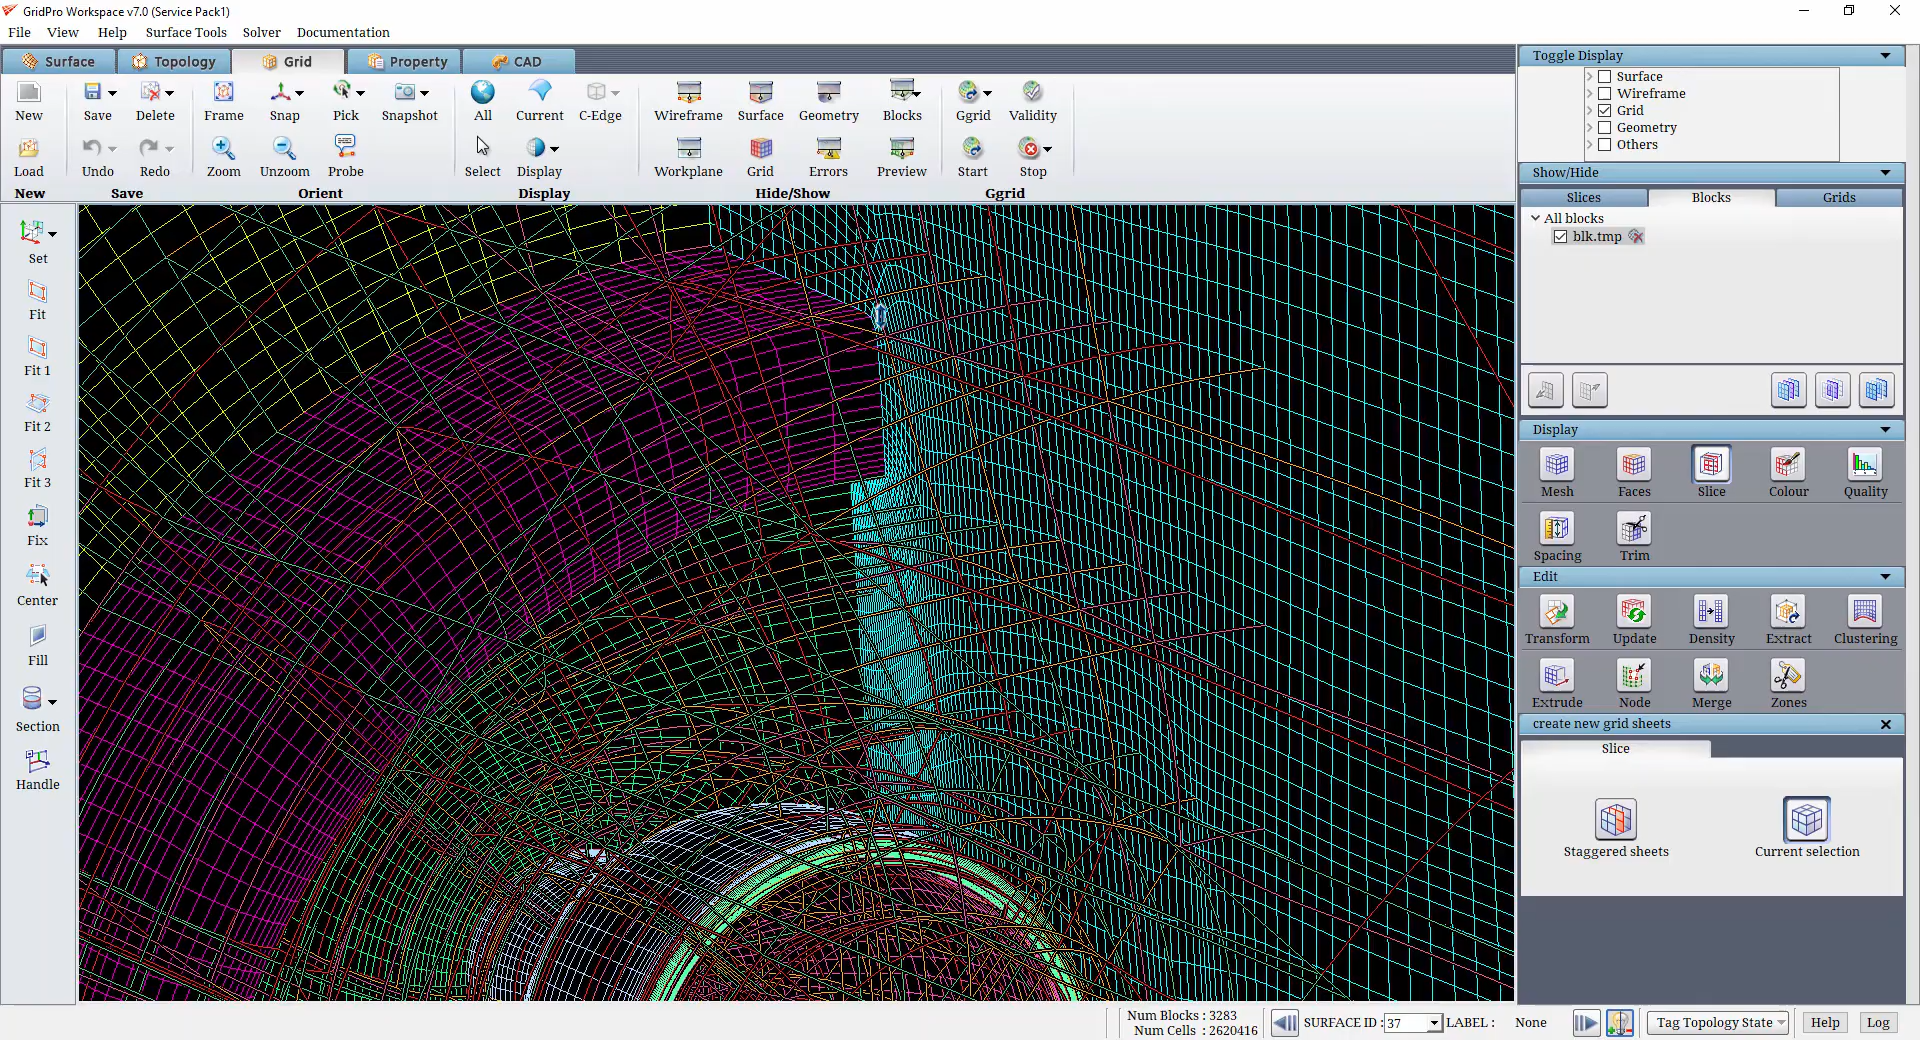 GridPro Workspace v7.0 (Service Pack1)
File View Help Surface Tools Solver Documentation
Surface Topology Grid Property CAD
New Save Delete Frame Snap Pick Snapshot All Current C-Edge Wireframe Surface Geometry Blocks Ggrid Validity
Load Undo Redo Zoom Unzoom Probe Select Display Workplane Grid Errors Preview Start Stop
New Save Orient Display Hide/Show Ggrid
Set
Fit
Fit 1
Fit 2
Fit 3
Fix
Center
Fill
Section
Handle
Toggle Display
Surface
Wireframe
Grid
Geometry
Others
Show/Hide
Slices Blocks Grids
All blocks
blk.tmp
Display
Mesh Faces Slice Colour Quality
Spacing Trim
Edit
Transform Update Density Extract Clustering
Extrude Node Merge Zones
create new grid sheets
Slice
Staggered sheets Current selection
Num Blocks : 3283
Num Cells : 2620416
SURFACE ID : 37 LABEL : None Tag Topology State Help Log